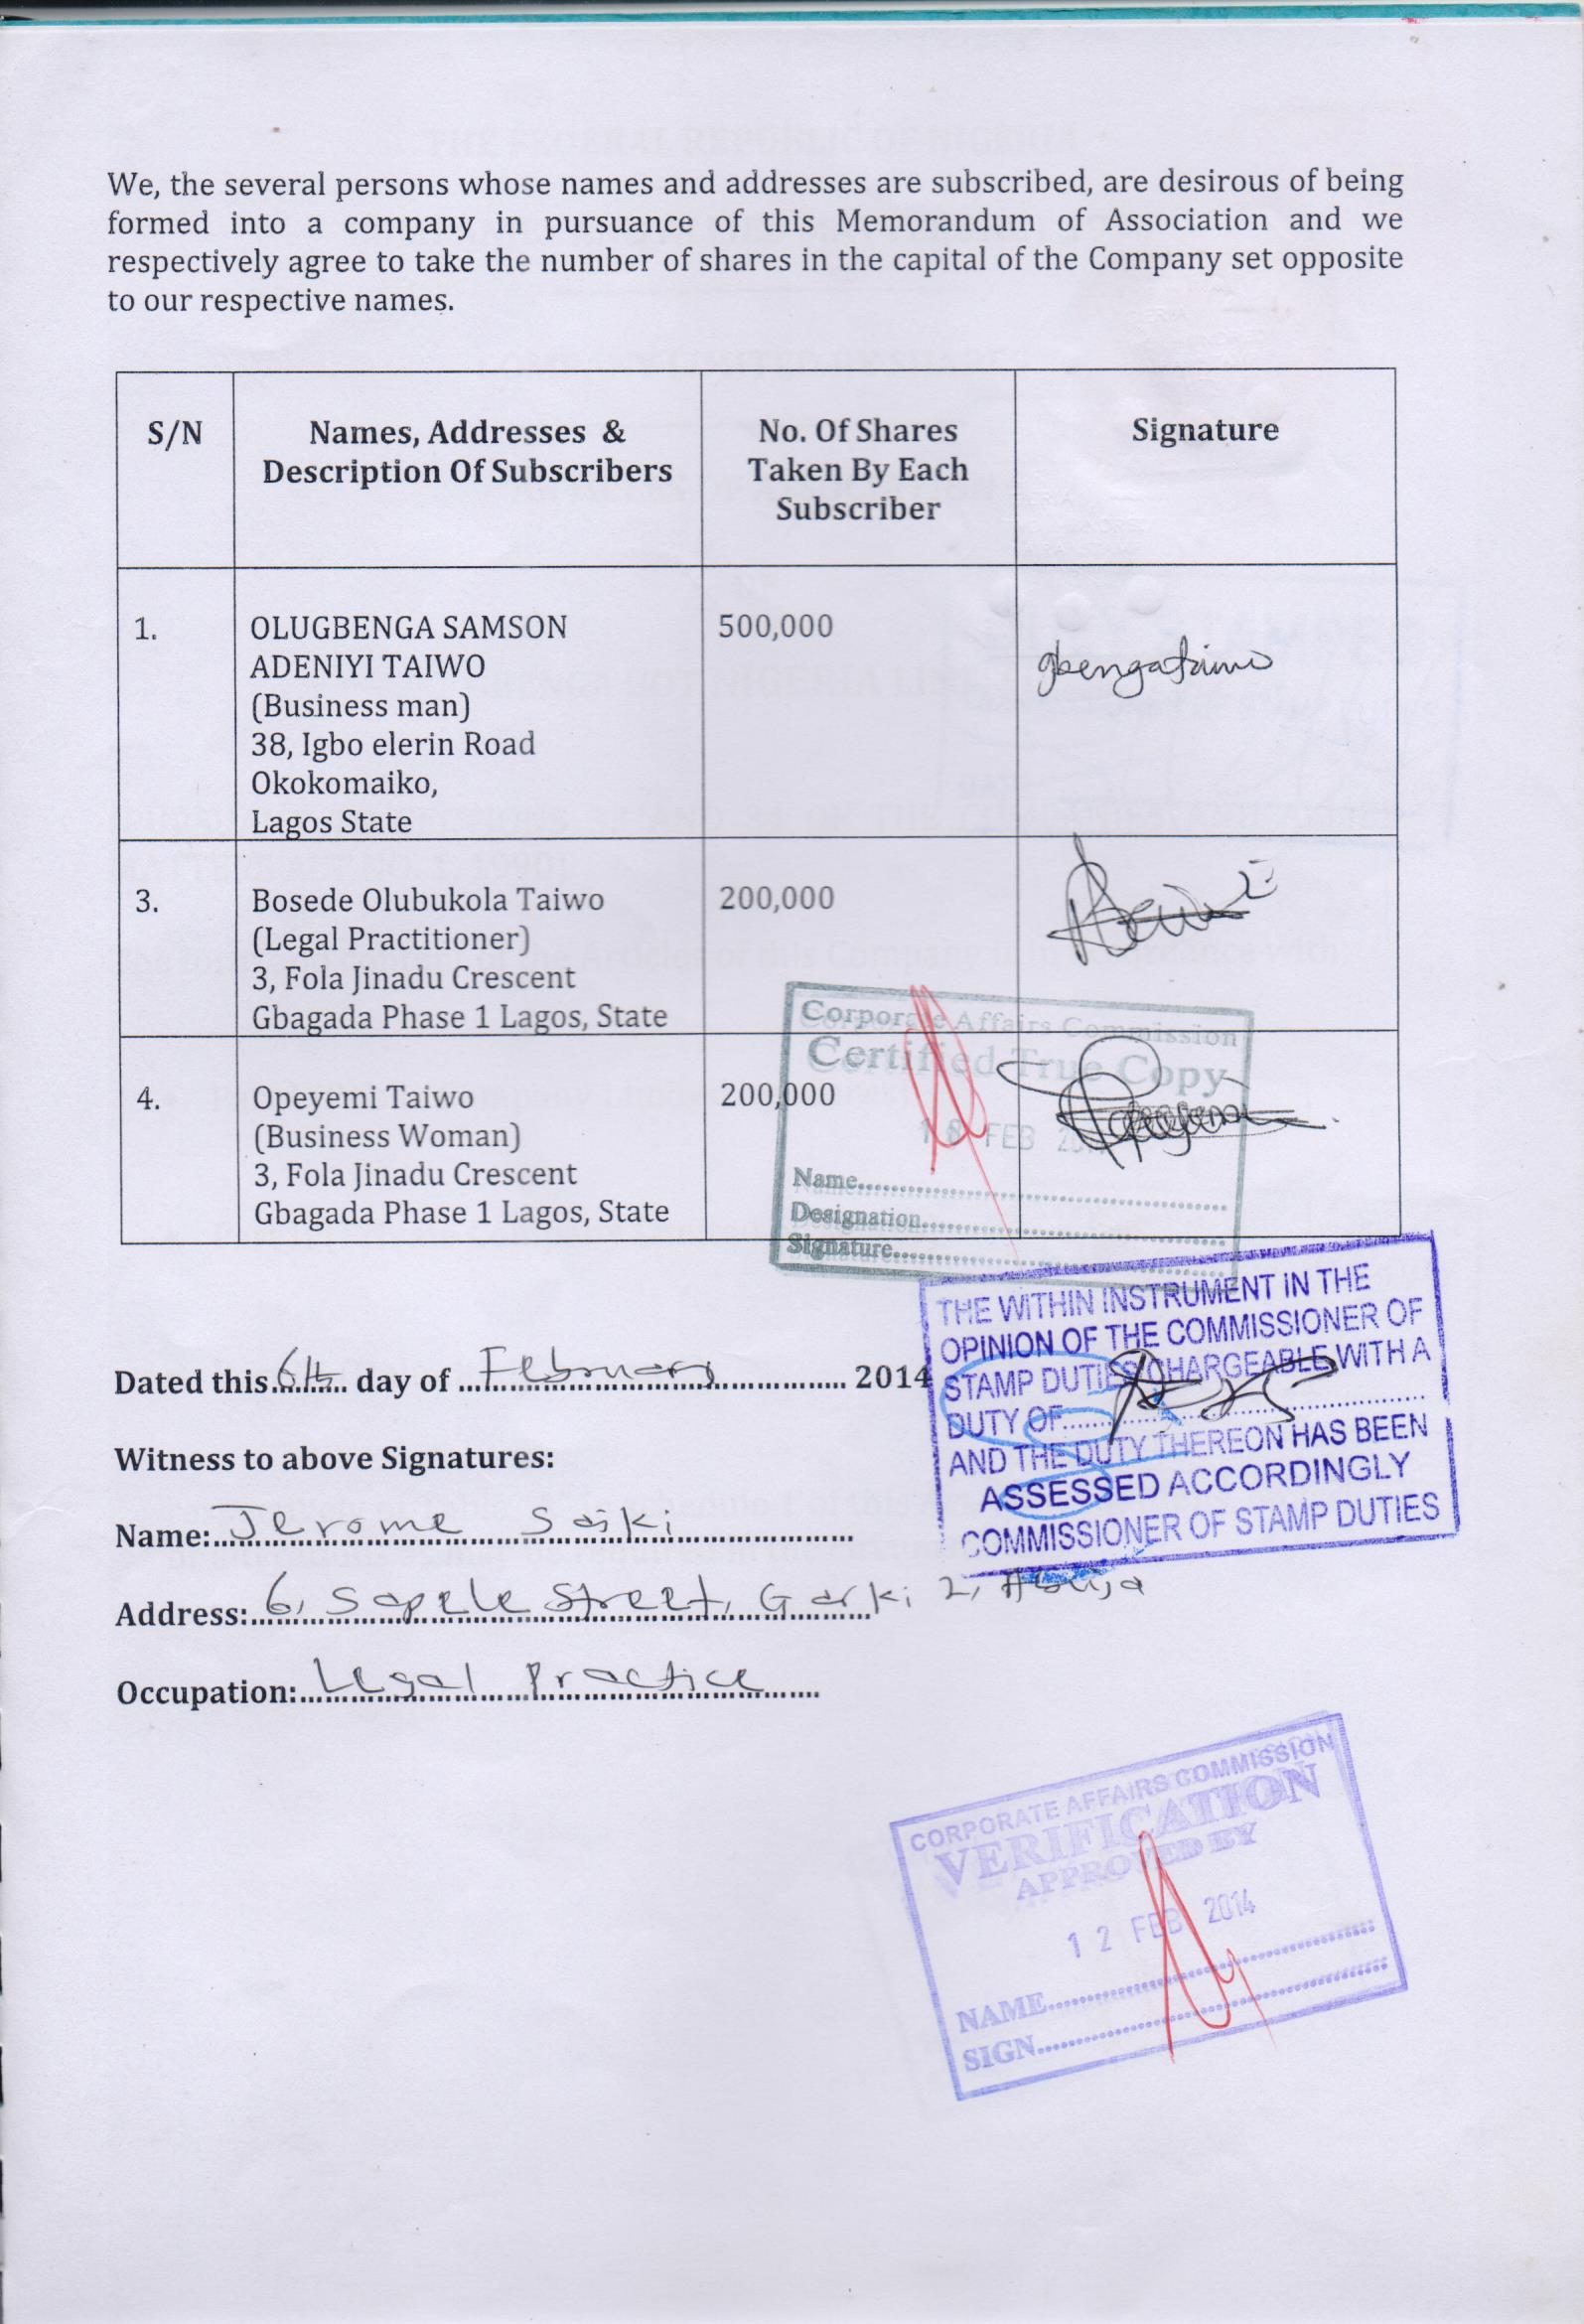 We, the several persons whose names and addresses are subscribed, are desirous of being
formed into a company in pursuance of this Memorandum of Association and we
respectively agree to take the number of shares in the capital of the Company set opposite
to our respective names.
S/N
Names, Addresses &
Description Of Subscribers
No. Of Shares
Taken By Each
Subscriber
Signature
1.
OLUGBENGA SAMSON
ADENIYI TAIWO
(Business man)
38, Igbo elerin Road
Okokomaiko,
Lagos State
500,000
3.
Bosede Olubukola Taiwo
(Legal Practitioner)
3, Fola Jinadu Crescent
Gbagada Phase 1 Lagos, State
200,000
4.
Opeyemi Taiwo
(Business Woman)
3, Fola Jinadu Crescent
Gbagada Phase 1 Lagos, State
200,000
Corporate Affairs Commission
Certified True Copy
FEB
Name
Designation
Signature
Dated this 6th day of February 2014
THE WITHIN INSTRUMENT IN THE
OPINION OF THE COMMISSIONER OF
STAMP DUTIES CHARGEABLE WITH A
DUTY OF
AND THE DUTY THEREON HAS BEEN
ASSESSED ACCORDINGLY
COMMISSIONER OF STAMP DUTIES
Witness to above Signatures:
Name: Jerome Saiki
Address: 6, Sapele Street, Garki 2, Abuja
Occupation: Legal Practice
CORPORATE AFFAIRS COMMISSION
VERIFICATION
APPROVED BY
12 FEB 2014
NAME
SIGN